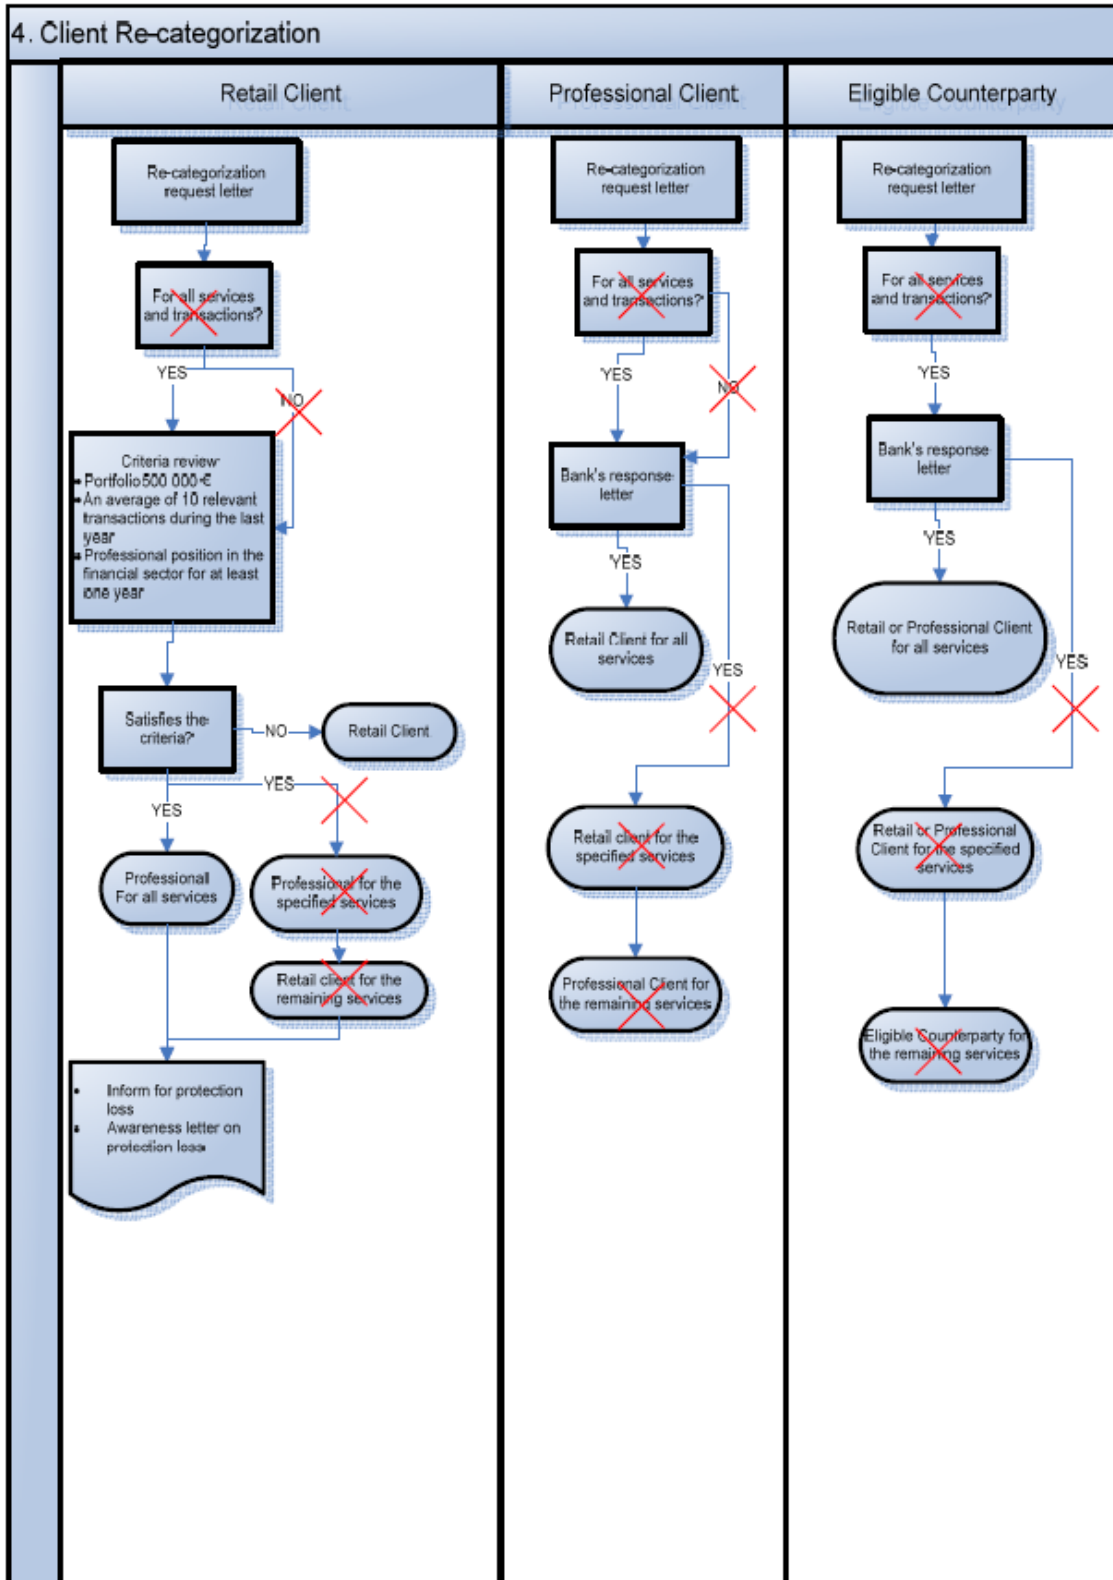 4. Client Re-categorization
Retail Client
Professional Client
Eligible Counterparty
Re-categorization
request letter
For all services
and transactions?
YES
NO
Criteria review
• Portfolio 500 000 €
• An average of 10 relevant
transactions during the last
year
• Professional position in the
financial sector for at least
one year
Satisfies the
criteria?
NO
Retail Client
YES
YES
Professional
For all services
Professional for the
specified services
Retail client for the
remaining services
• Inform for protection
loss
• Awareness letter on
protection loss
Re-categorization
request letter
For all services
and transactions?
YES
NO
Bank's response
letter
YES
Retail Client for all
services
YES
Retail client for the
specified services
Professional Client for
the remaining services
Re-categorization
request letter
For all services
and transactions?
YES
Bank's response
letter
YES
Retail or Professional Client
for all services
YES
Retail or Professional
Client for the specified
services
Eligible Counterparty for
the remaining services